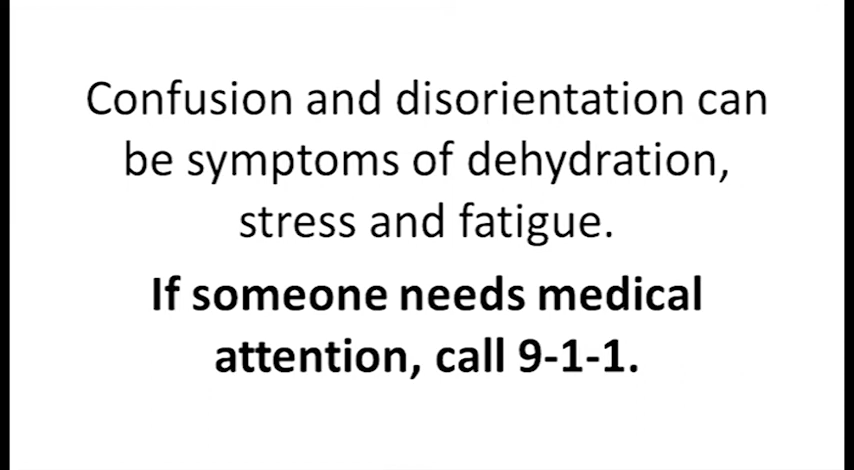 Confusion and disorientation can
be symptoms of dehydration,
stress and fatigue.
If someone needs medical
attention, call 9-1-1.